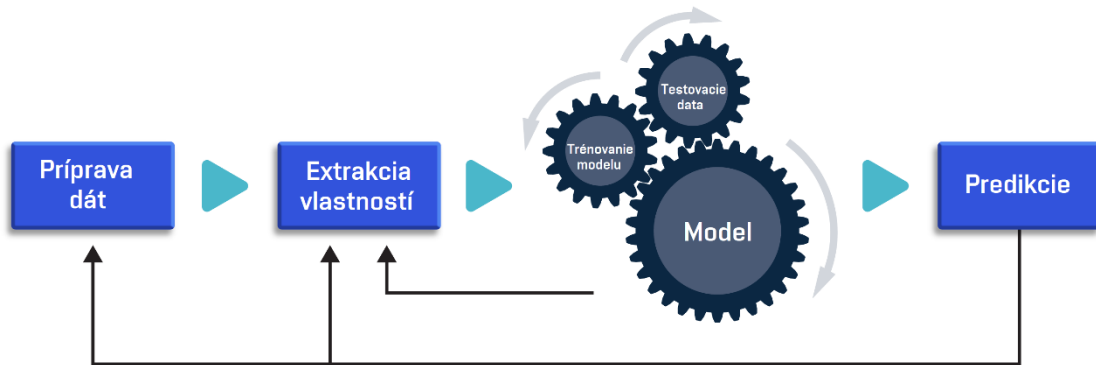 Príprava
dát
Extrakcia
vlastností
Trénovanie
modelu
Testovacie
data
Model
Predikcie